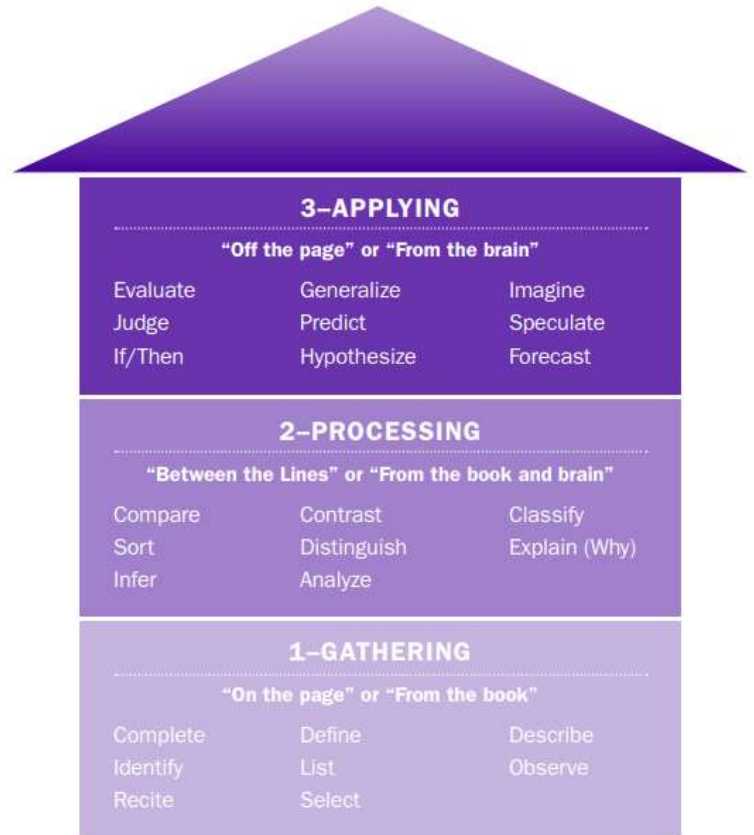 3–APPLYING
“Off the page” or “From the brain”
Evaluate Generalize Imagine
Judge Predict Speculate
If/Then Hypothesize Forecast
2–PROCESSING
“Between the Lines” or “From the book and brain”
Compare Contrast Classify
Sort Distinguish Explain (Why)
Infer Analyze
1–GATHERING
“On the page” or “From the book”
Complete Define Describe
Identify List Observe
Recite Select